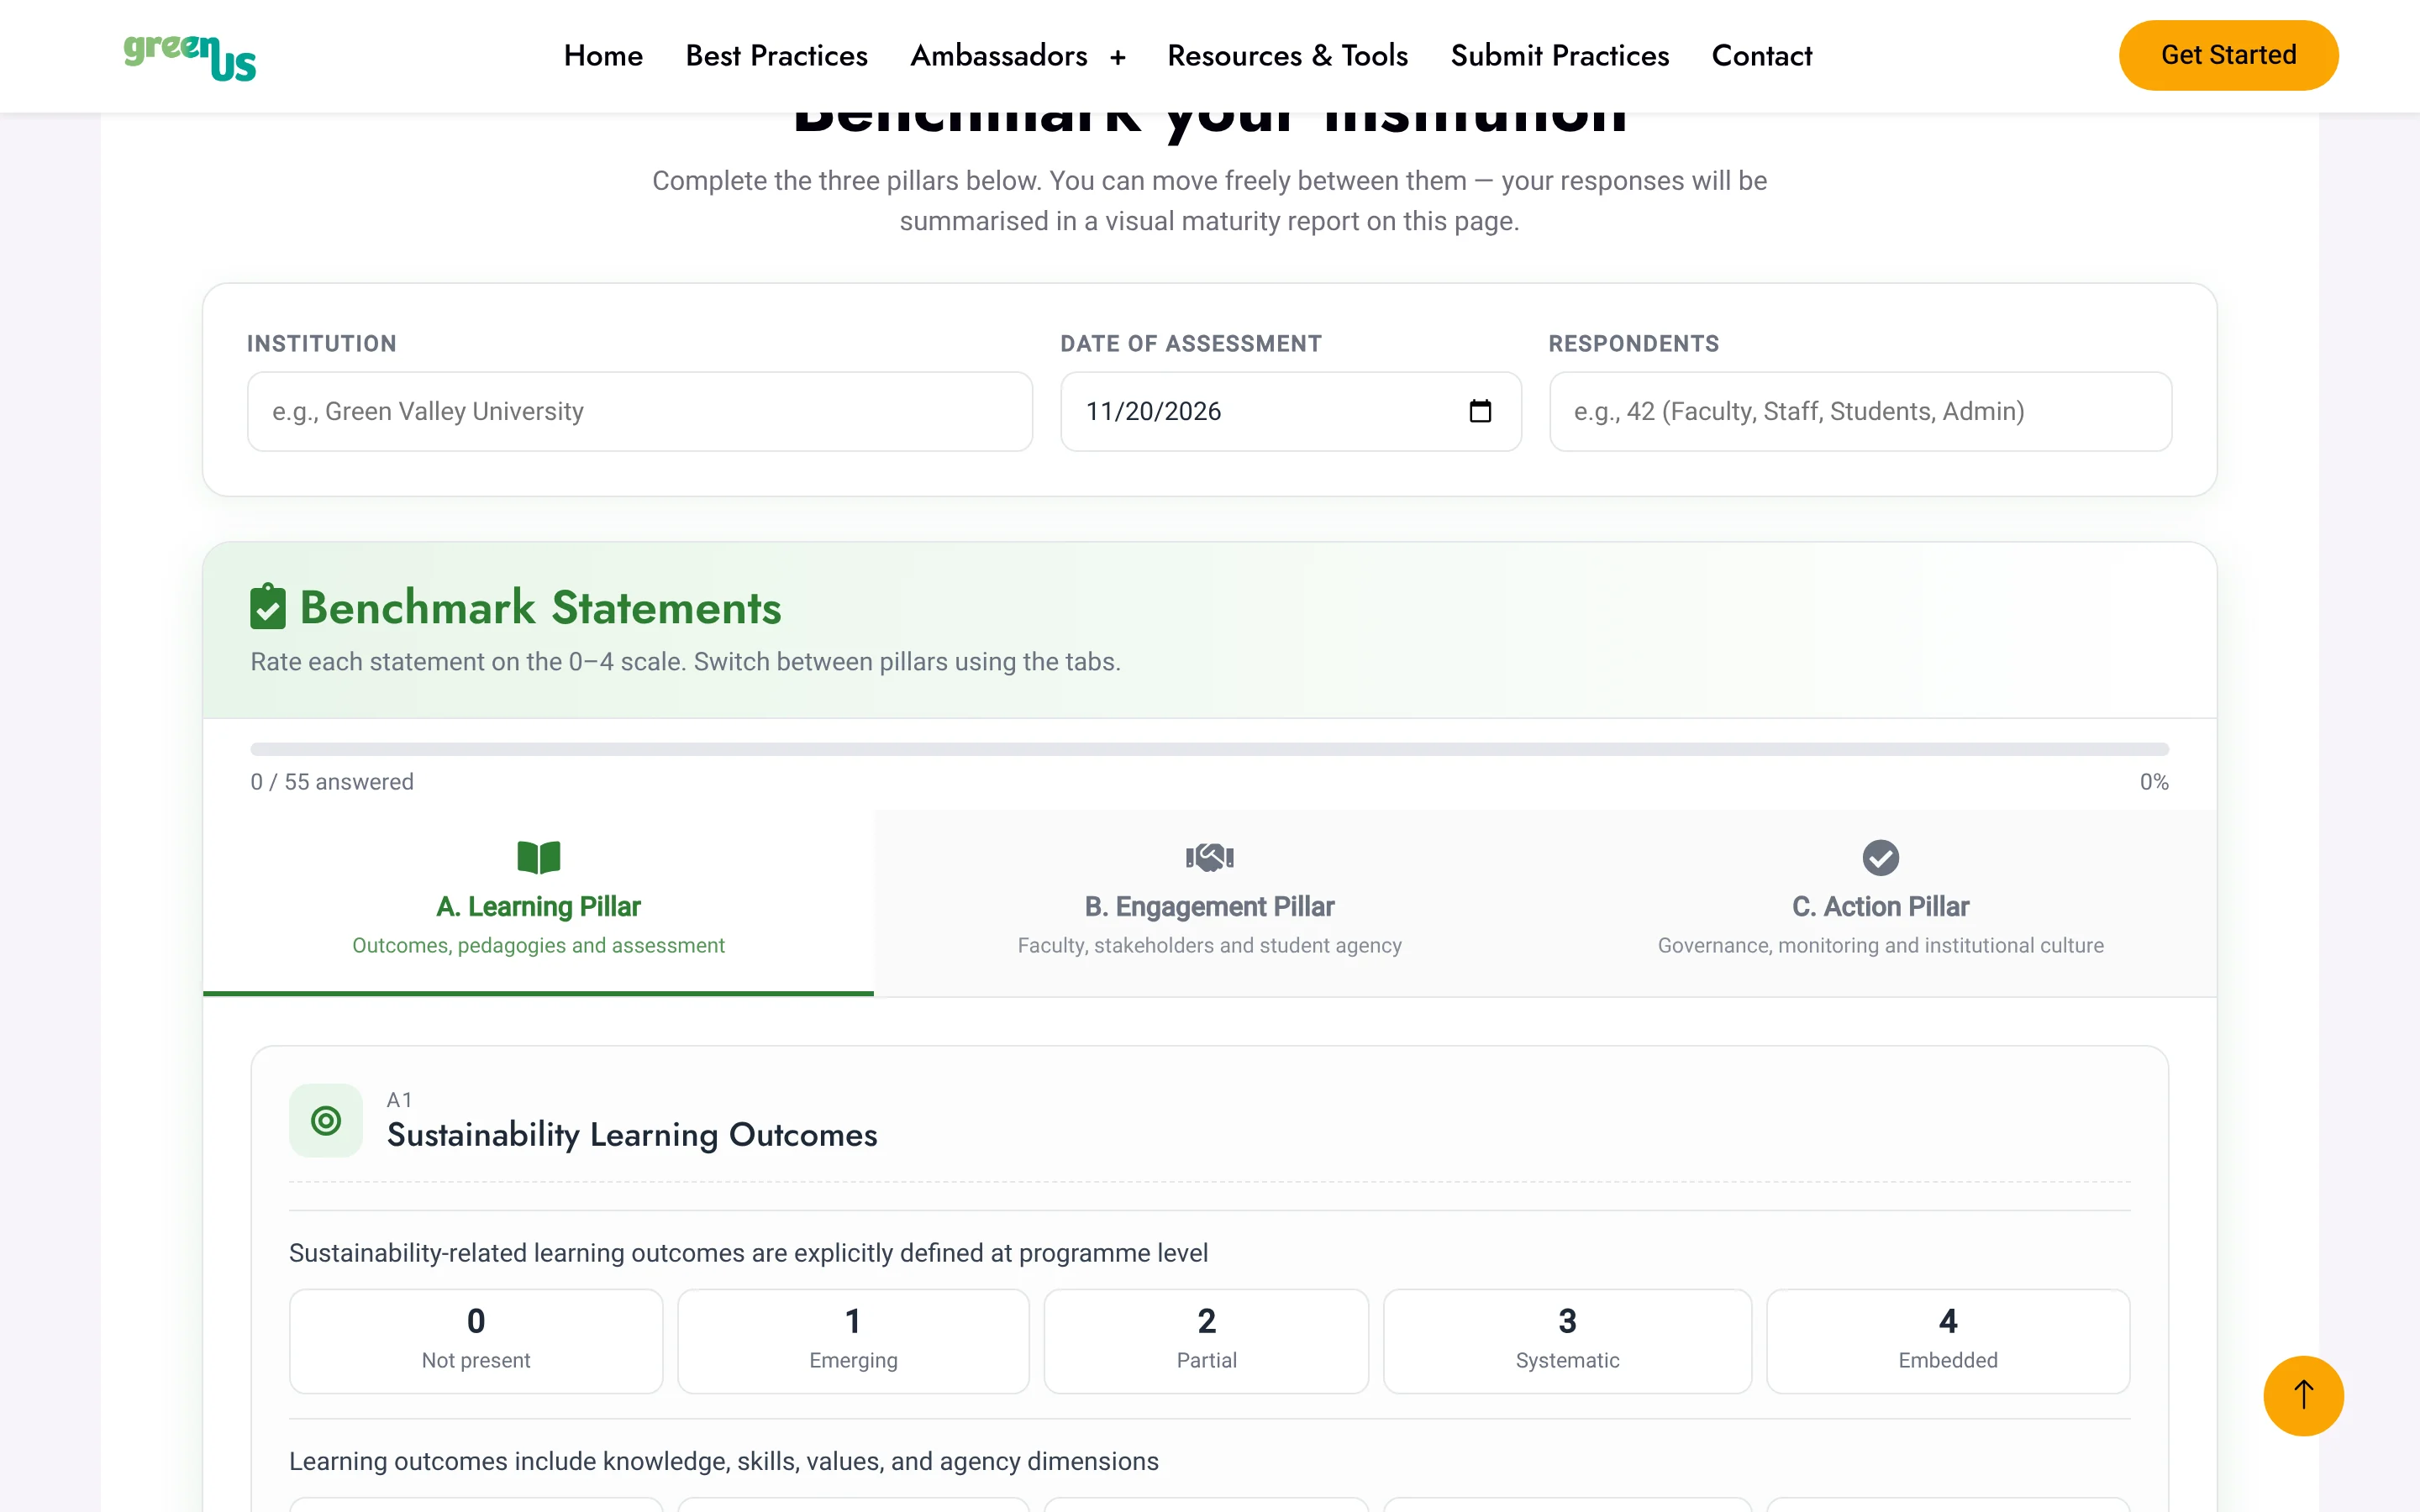 greenus
Home
Best Practices
Ambassadors +
Resources & Tools
Submit Practices
Contact
Get Started
Benchmark your institution
Complete the three pillars below. You can move freely between them — your responses will be
summarised in a visual maturity report on this page.
INSTITUTION
e.g., Green Valley University
DATE OF ASSESSMENT
11/20/2026
RESPONDENTS
e.g., 42 (Faculty, Staff, Students, Admin)
Benchmark Statements
Rate each statement on the 0–4 scale. Switch between pillars using the tabs.
0 / 55 answered
0%
A. Learning Pillar
Outcomes, pedagogies and assessment
B. Engagement Pillar
Faculty, stakeholders and student agency
C. Action Pillar
Governance, monitoring and institutional culture
A1
Sustainability Learning Outcomes
Sustainability-related learning outcomes are explicitly defined at programme level
0
Not present
1
Emerging
2
Partial
3
Systematic
4
Embedded
Learning outcomes include knowledge, skills, values, and agency dimensions